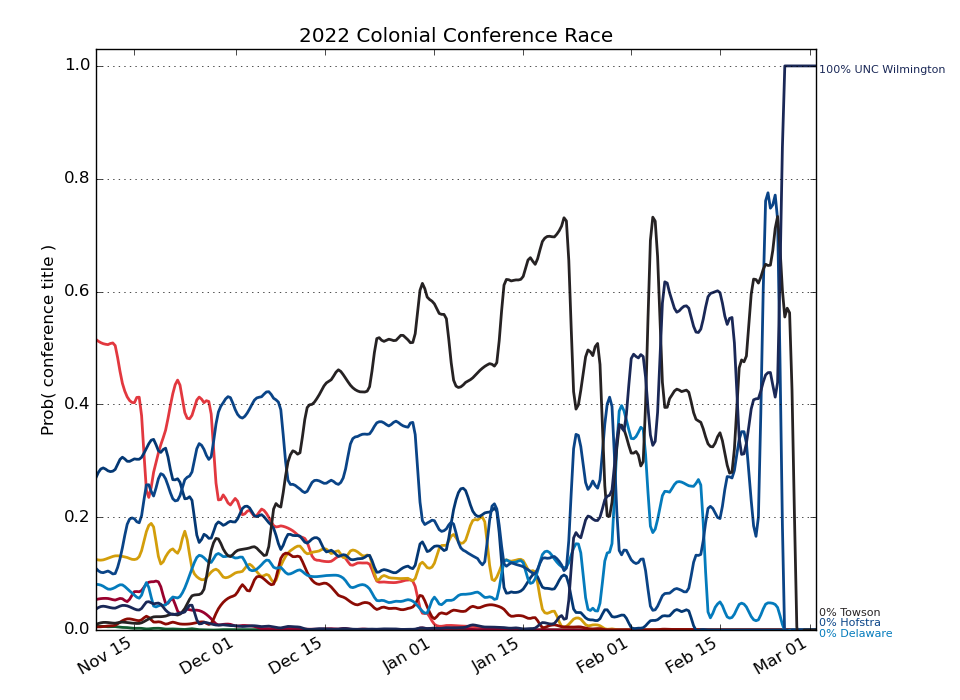 2022 Colonial Conference Race
1.0
0.8
0.6
0.4
0.2
0.0
Prob( conference title )
100% UNC Wilmington
0% Towson
0% Hofstra
0% Delaware
Nov 15
Dec 01
Dec 15
Jan 01
Jan 15
Feb 01
Feb 15
Mar 01